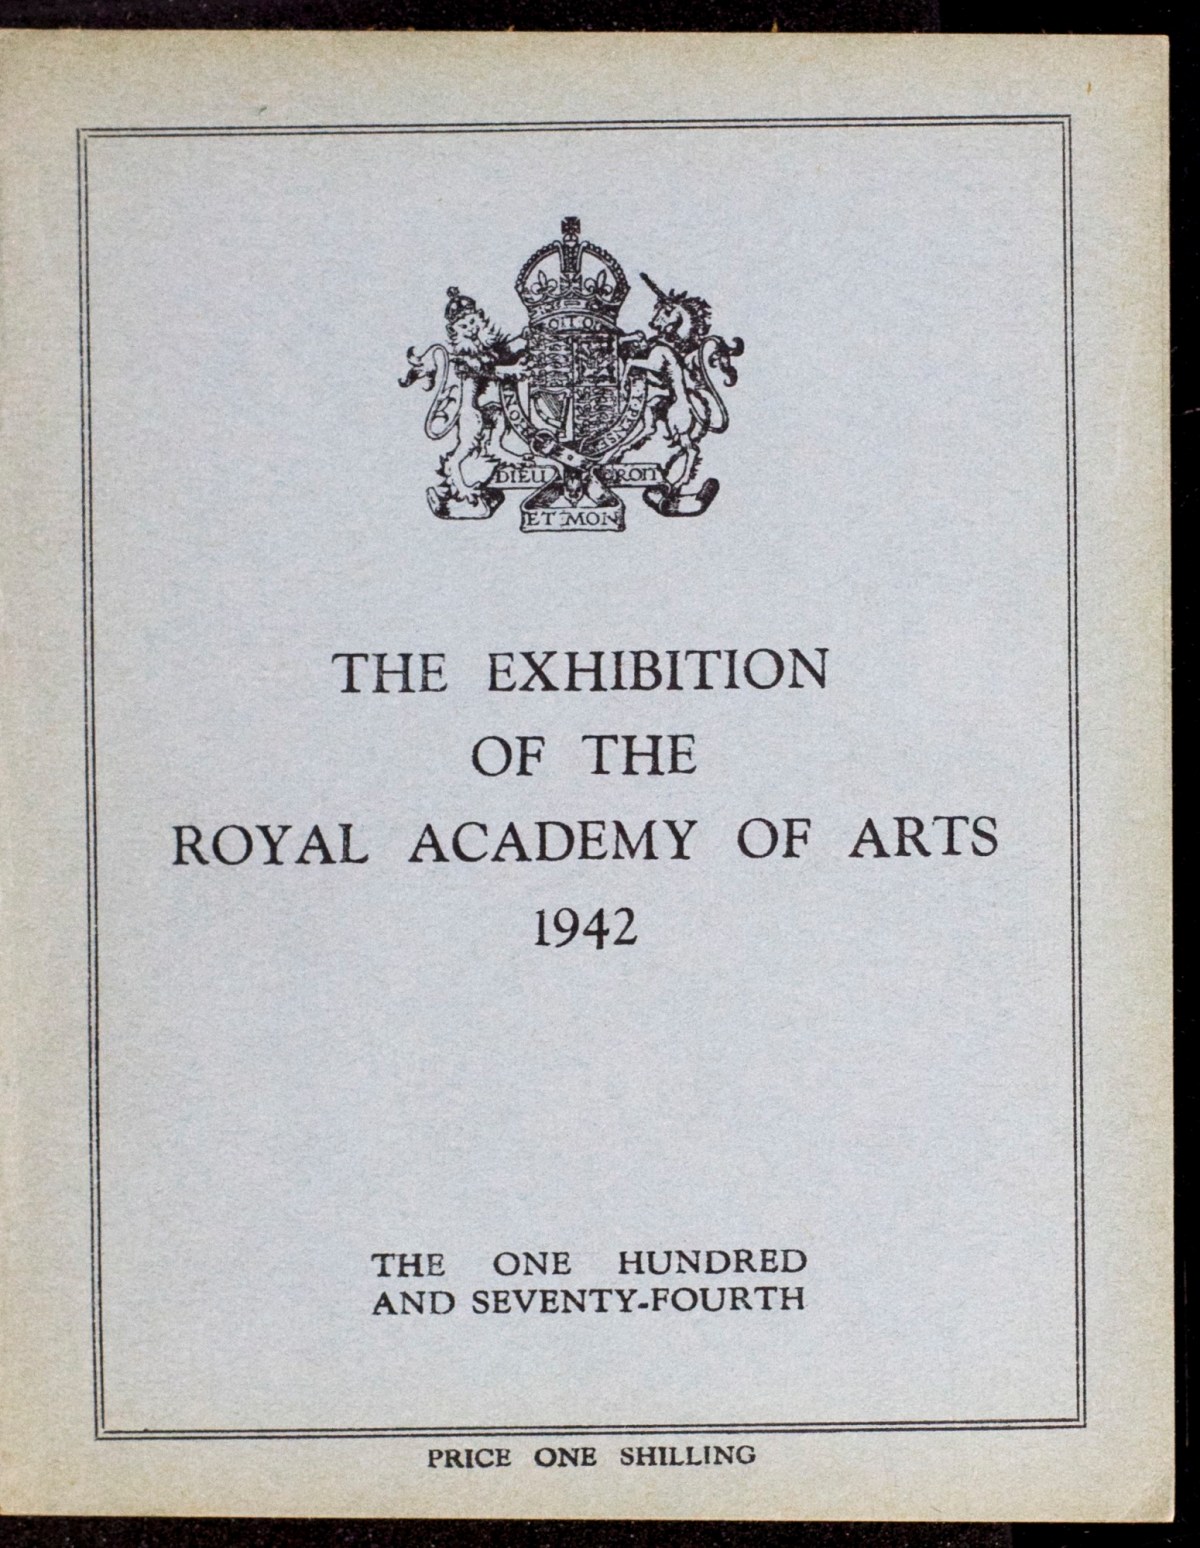 OIT Q
DIEU
ET MON
DROIT
THE EXHIBITION
OF THE
ROYAL ACADEMY OF ARTS
1942
THE ONE HUNDRED
AND SEVENTY-FOURTH
PRICE ONE SHILLING